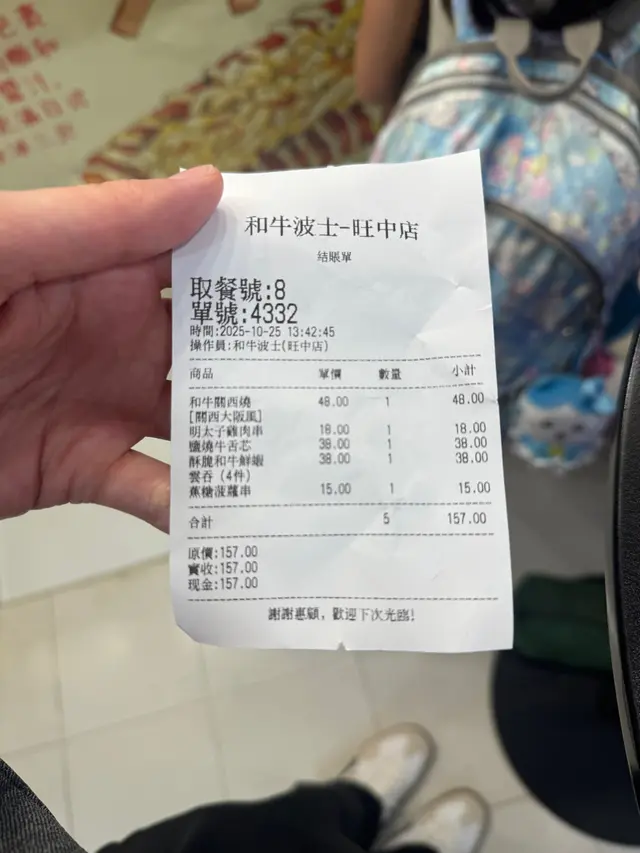 和牛波士-旺中店
結賬單
取餐號:8
單號:4332
時間:2025-10-25 13:42:45
操作員:和牛波士(旺中店)
商品 單價 數量 小計
和牛關西燒 48.00 1 48.00
[關西大阪風]
明太子雞肉串 18.00 1 18.00
鹽燒牛舌芯 38.00 1 38.00
酥脆和牛鮮蝦 38.00 1 38.00
雲吞 (4件)
蕉糖菠蘿串 15.00 1 15.00
合計 5 157.00
原價:157.00
實收:157.00
现金:157.00
謝謝惠顧, 歡迎下次光臨!